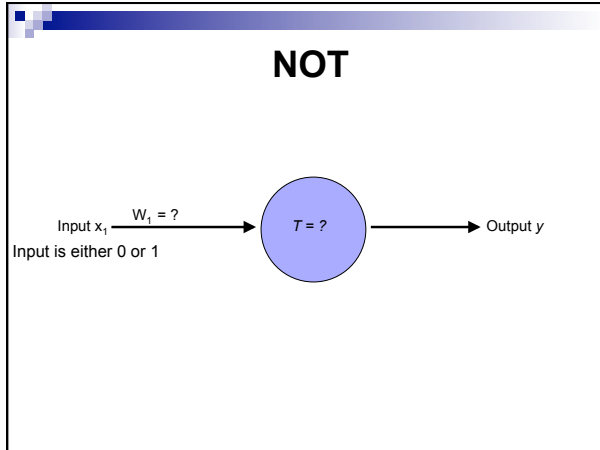 NOT
W₁ = ?
Input x₁
T = ?
Output y
Input is either 0 or 1